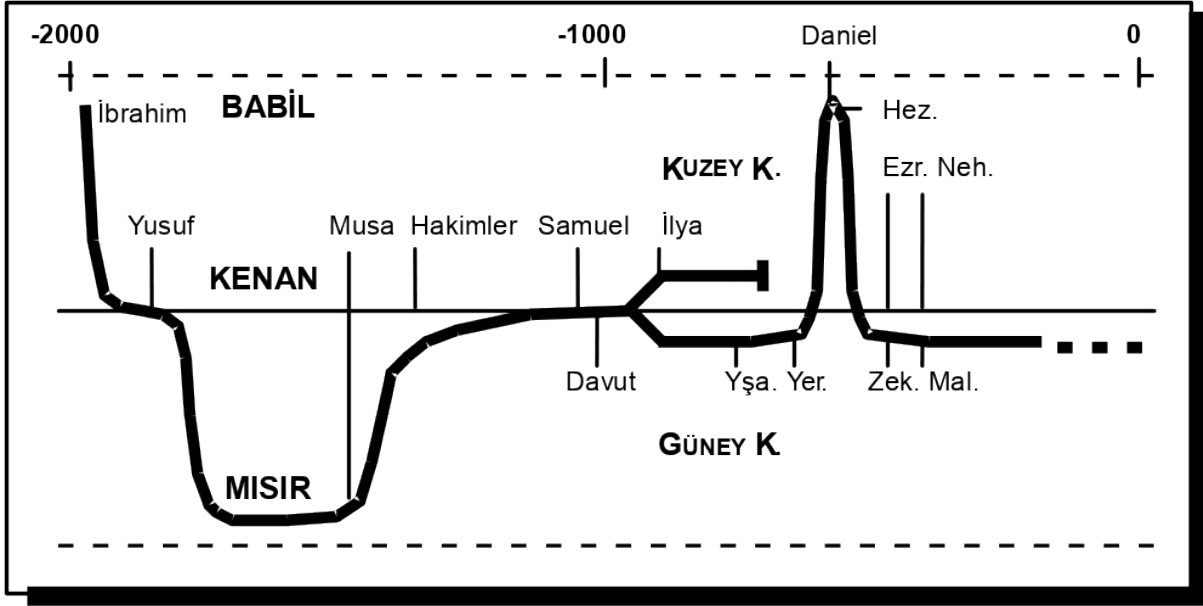 -2000 -1000 Daniel 0
İbrahim BABİL Hez.
KUZEY K. Ezr. Neh.
Yusuf Musa Hakimler Samuel İlya
KENAN
Davut Yşa. Yer. Zek. Mal.
GÜNEY K
MISIR